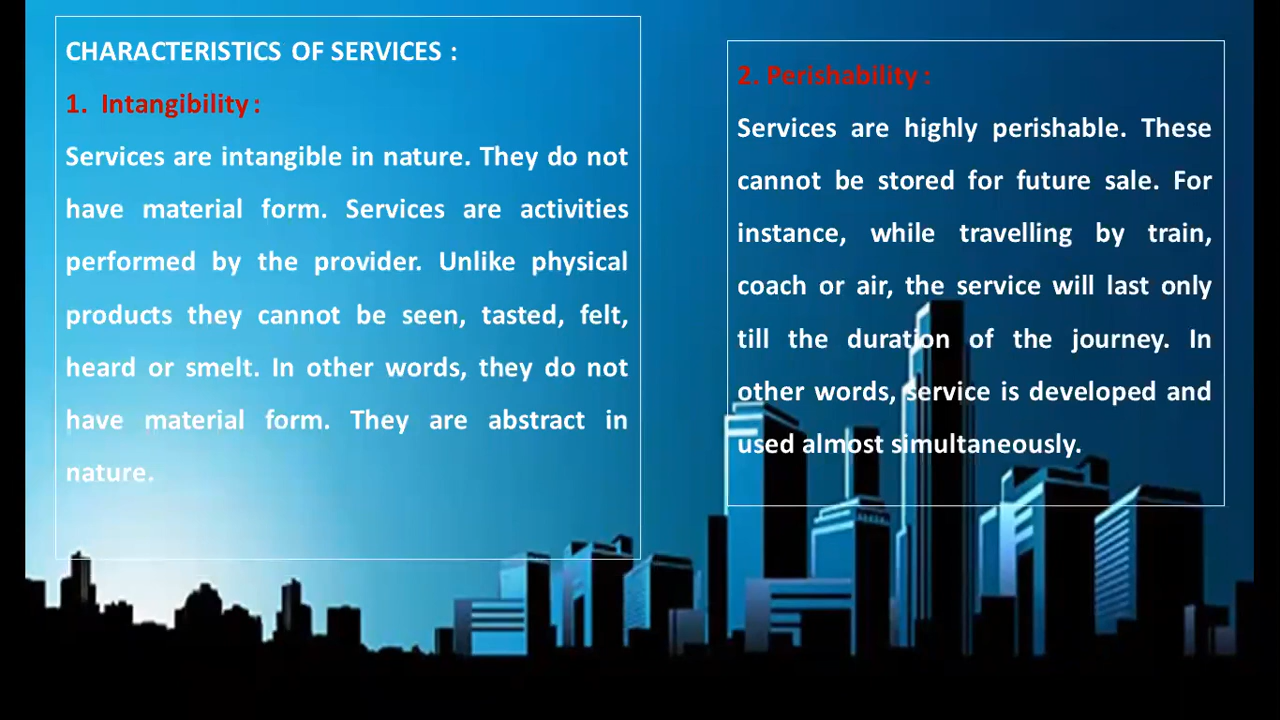 CHARACTERISTICS OF SERVICES :
1. Intangibility :
Services are intangible in nature. They do not
have material form. Services are activities
performed by the provider. Unlike physical
products they cannot be seen, tasted, felt,
heard or smelt. In other words, they do not
have material form. They are abstract in
nature.
2. Perishability :
Services are highly perishable. These
cannot be stored for future sale. For
instance, while travelling by train,
coach or air, the service will last only
till the duration of the journey. In
other words, service is developed and
used almost simultaneously.